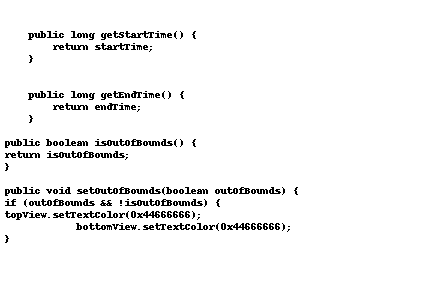 public long getStartTime() {
return startTime;
}
public long getEndTime() {
return endTime;
}
public boolean isOutOfBounds() {
return isOutOfBounds;
}
public void setOutOfBounds(boolean outOfBounds) {
if (outOfBounds && !isOutOfBounds) {
topView.setTextColor(0x44666666);
bottomView.setTextColor(0x44666666);
}